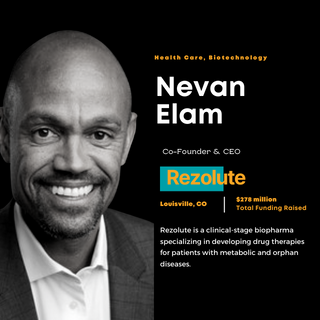 Health Care, Biotechnology
Nevan
Elam
Co-Founder & CEO
Rezolute
Louisville, CO
$278 million
Total Funding Raised
Rezolute is a clinical-stage biopharma
specializing in developing drug therapies
for patients with metabolic and orphan
diseases.